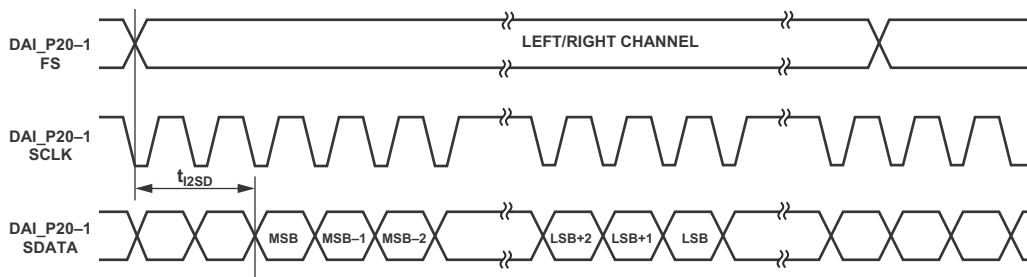 DAI_P20–1
FS
LEFT/RIGHT CHANNEL
DAI_P20–1
SCLK
tI2SD
DAI_P20–1
SDATA
MSB
MSB–1
MSB–2
LSB+2
LSB+1
LSB